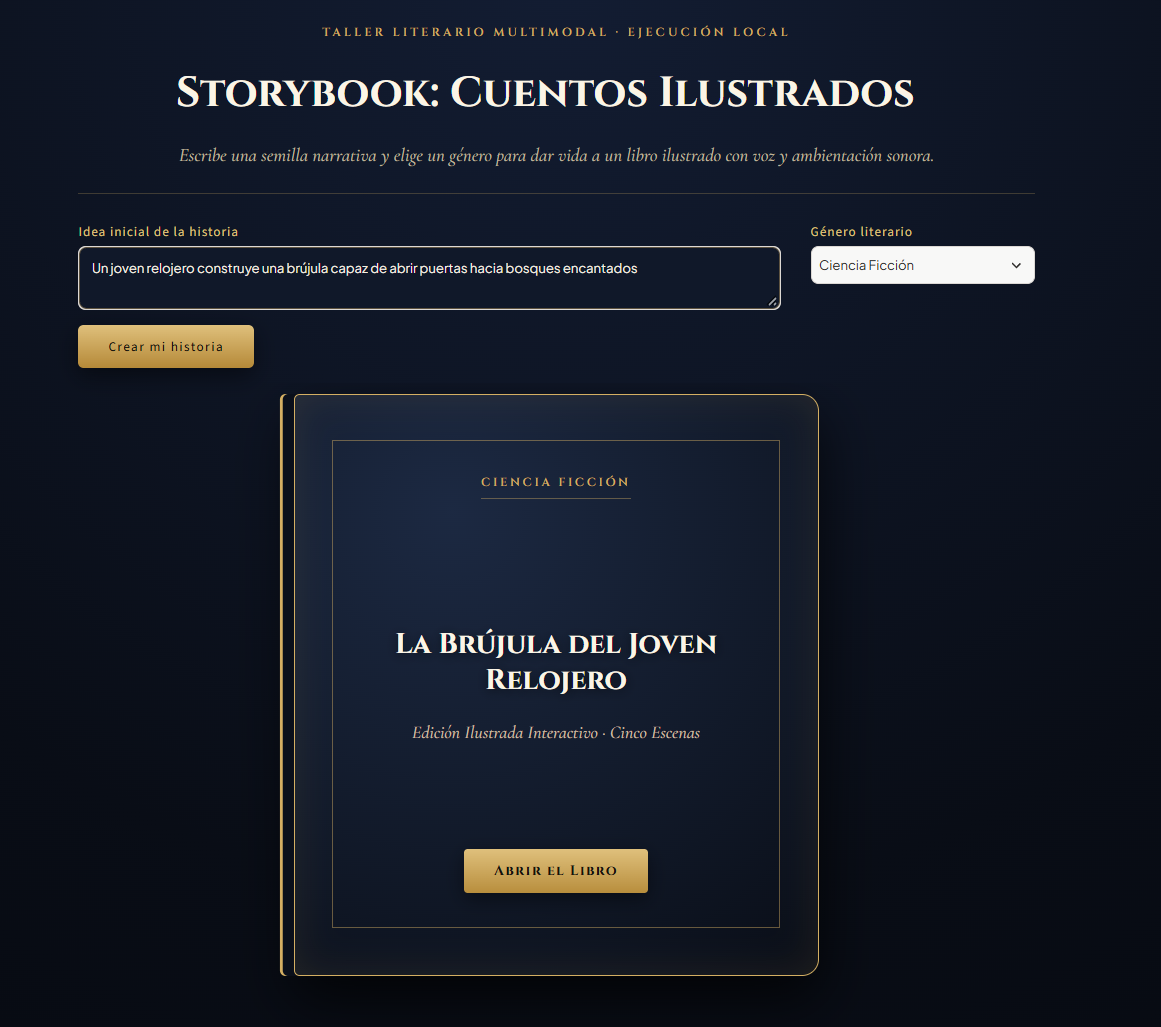 TALLER LITERARIO MULTIMODAL · EJECUCIÓN LOCAL
STORYBOOK: CUENTOS ILUSTRADOS
Escribe una semilla narrativa y elige un género para dar vida a un libro ilustrado con voz y ambientación sonora.
Idea inicial de la historia
Género literario
Un joven relojero construye una brújula capaz de abrir puertas hacia bosques encantados
Ciencia Ficción
Crear mi historia
CIENCIA FICCIÓN
LA BRÚJULA DEL JOVEN
RELOJERO
Edición Ilustrada Interactivo · Cinco Escenas
ABRIR EL LIBRO